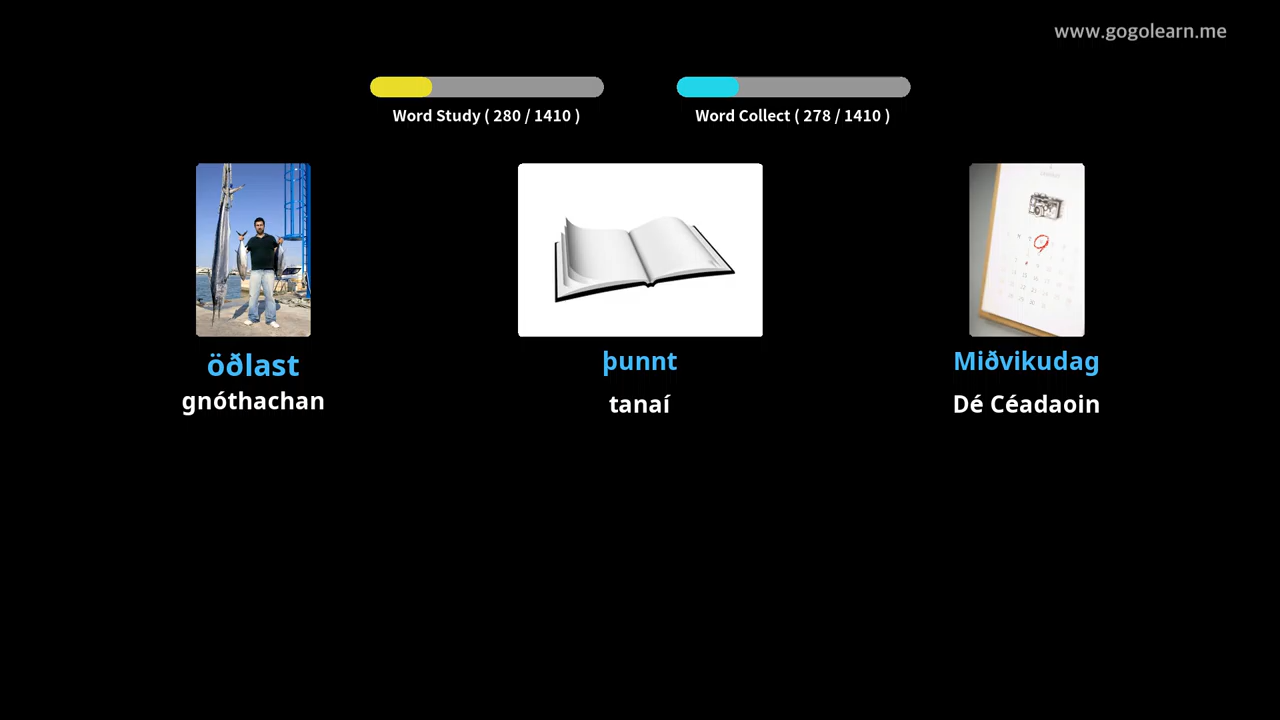 www.gogolearn.me
Word Study ( 280 / 1410 )
Word Collect ( 278 / 1410 )
öðlast
þunnt
Miðvikudag
gnóthachan
tanaí
Dé Céadaoin